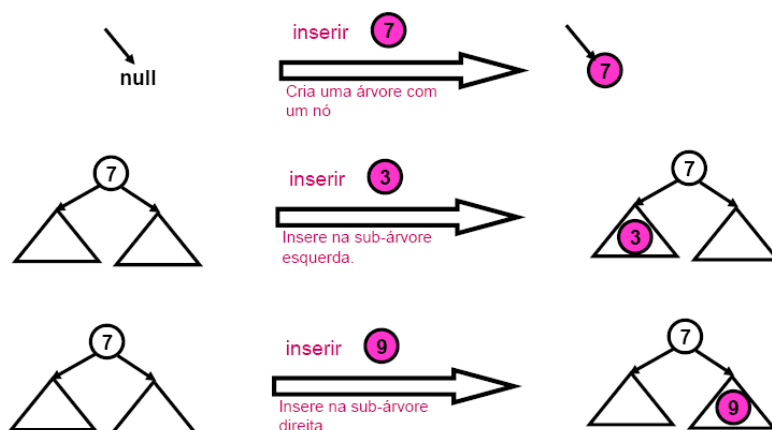 inserir 7
null
7
Cria uma árvore com
um nó
7
inserir 3
7
3
Insere na sub-árvore
esquerda.
7
inserir 9
7
9
Insere na sub-árvore
direita